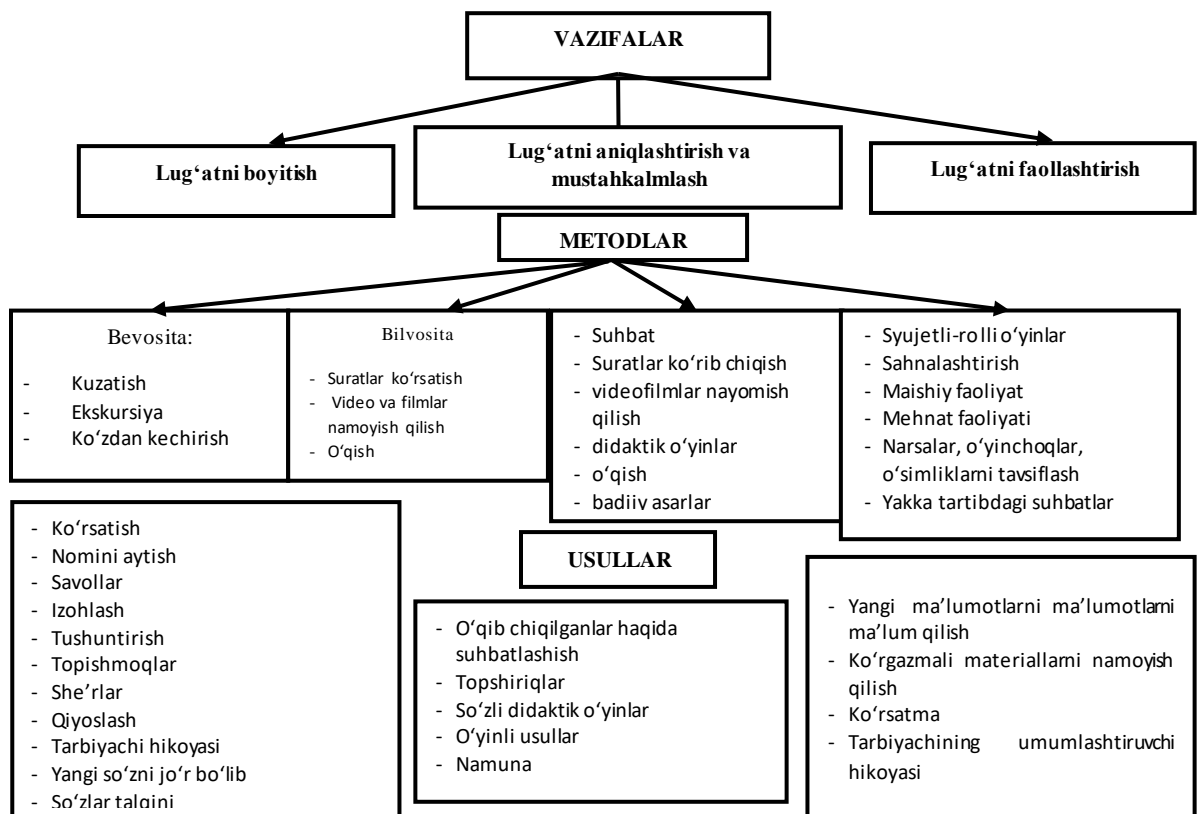 VAZIFALAR
Lug‘atni boyitish
Lug‘atni aniqlashtirish va
mustahkalmlash
Lug‘atni faollashtirish
METODLAR
Bevosita:
- Kuzatish
- Ekskursiya
- Ko‘zdan kechirish
Bilvosita
- Suratlar ko‘rsatish
- Video va filmlar
namoyish qilish
- O‘qish
- Suhbat
- Suratlar ko‘rib chiqish
- videofilmlar nayomish
qilish
- didaktik o‘yinlar
- o‘qish
- badiiy asarlar
- Syujetli-rolli o‘yinlar
- Sahnalashtirish
- Maishiy faoliyat
- Mehnat faoliyati
- Narsalar, o‘yinchoqlar,
o‘simliklarni tavsiflash
- Yakka tartibdagi suhbatlar
USULLAR
- Ko‘rsatish
- Nomini aytish
- Savollar
- Izohlash
- Tushuntirish
- Topishmoqlar
- She’rlar
- Qiyoslash
- Tarbiyachi hikoyasi
- Yangi so‘zni jo‘r bo‘lib
- So‘zlar talqini
- O‘qib chiqilganlar haqida
suhbatlashish
- Topshiriqlar
- So‘zli didaktik o‘yinlar
- O‘yinli usullar
- Namuna
- Yangi ma’lumotlarni ma’lumotlarni
ma’lum qilish
- Ko‘rgazmali materiallarni namoyish
qilish
- Ko‘rsatma
- Tarbiyachining umumlashtiruvchi
hikoyasi